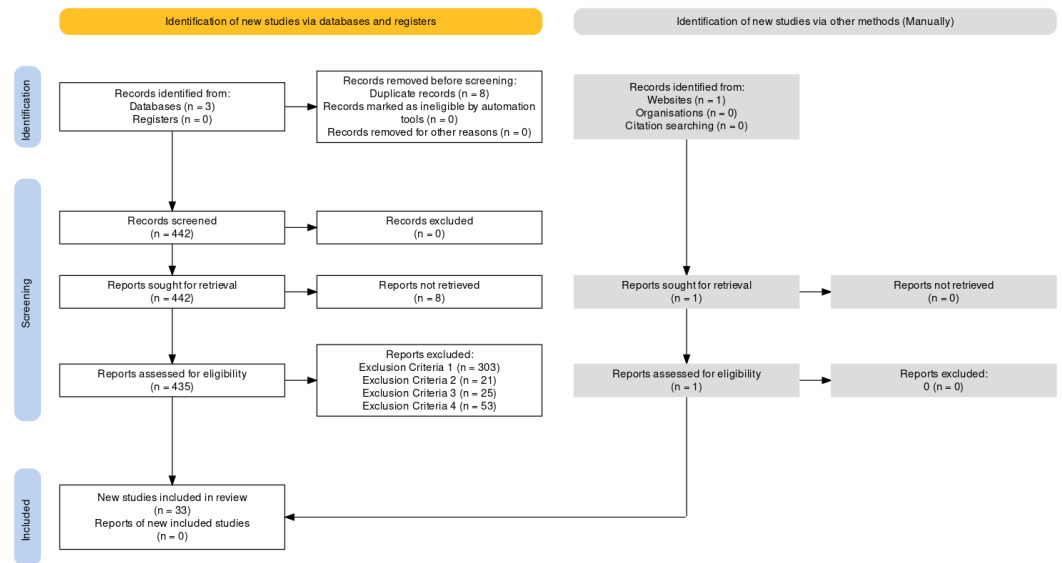 Identification of new studies via databases and registers
Identification of new studies via other methods (Manually)
Identification
Records identified from:
Databases (n = 3)
Registers (n = 0)
Records removed before screening:
Duplicate records (n = 8)
Records marked as ineligible by automation
tools (n = 0)
Records removed for other reasons (n = 0)
Records identified from:
Websites (n = 1)
Organisations (n = 0)
Citation searching (n = 0)
Screening
Records screened
(n = 442)
Records excluded
(n = 0)
Reports sought for retrieval
(n = 442)
Reports not retrieved
(n = 8)
Reports sought for retrieval
(n = 1)
Reports not retrieved
(n = 0)
Reports assessed for eligibility
(n = 435)
Reports excluded:
Exclusion Criteria 1 (n = 303)
Exclusion Criteria 2 (n = 21)
Exclusion Criteria 3 (n = 25)
Exclusion Criteria 4 (n = 53)
Reports assessed for eligibility
(n = 1)
Reports excluded:
0 (n = 0)
Included
New studies included in review
(n = 33)
Reports of new included studies
(n = 0)